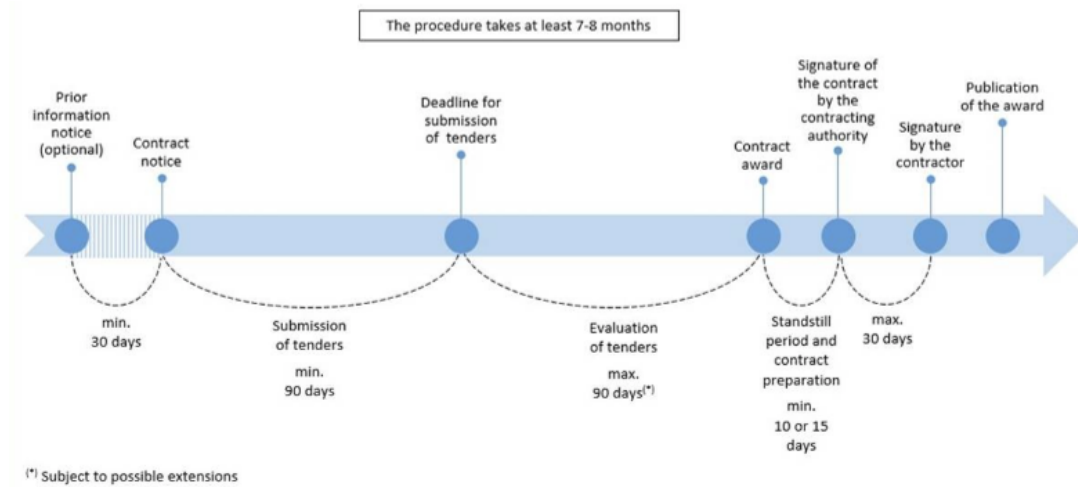 The procedure takes at least 7-8 months
Prior
information
notice
(optional)
Contract
notice
Deadline for
submission
of tenders
Contract
award
Signature of
the contract
by the
contracting
authority
Signature
by the
contractor
Publication
of the award
min.
30 days
Submission
of tenders
min.
90 days
Evaluation
of tenders
max.
90 days(*)
Standstill
period and
contract
preparation
min.
10 or 15
days
max.
30 days
(*) Subject to possible extensions